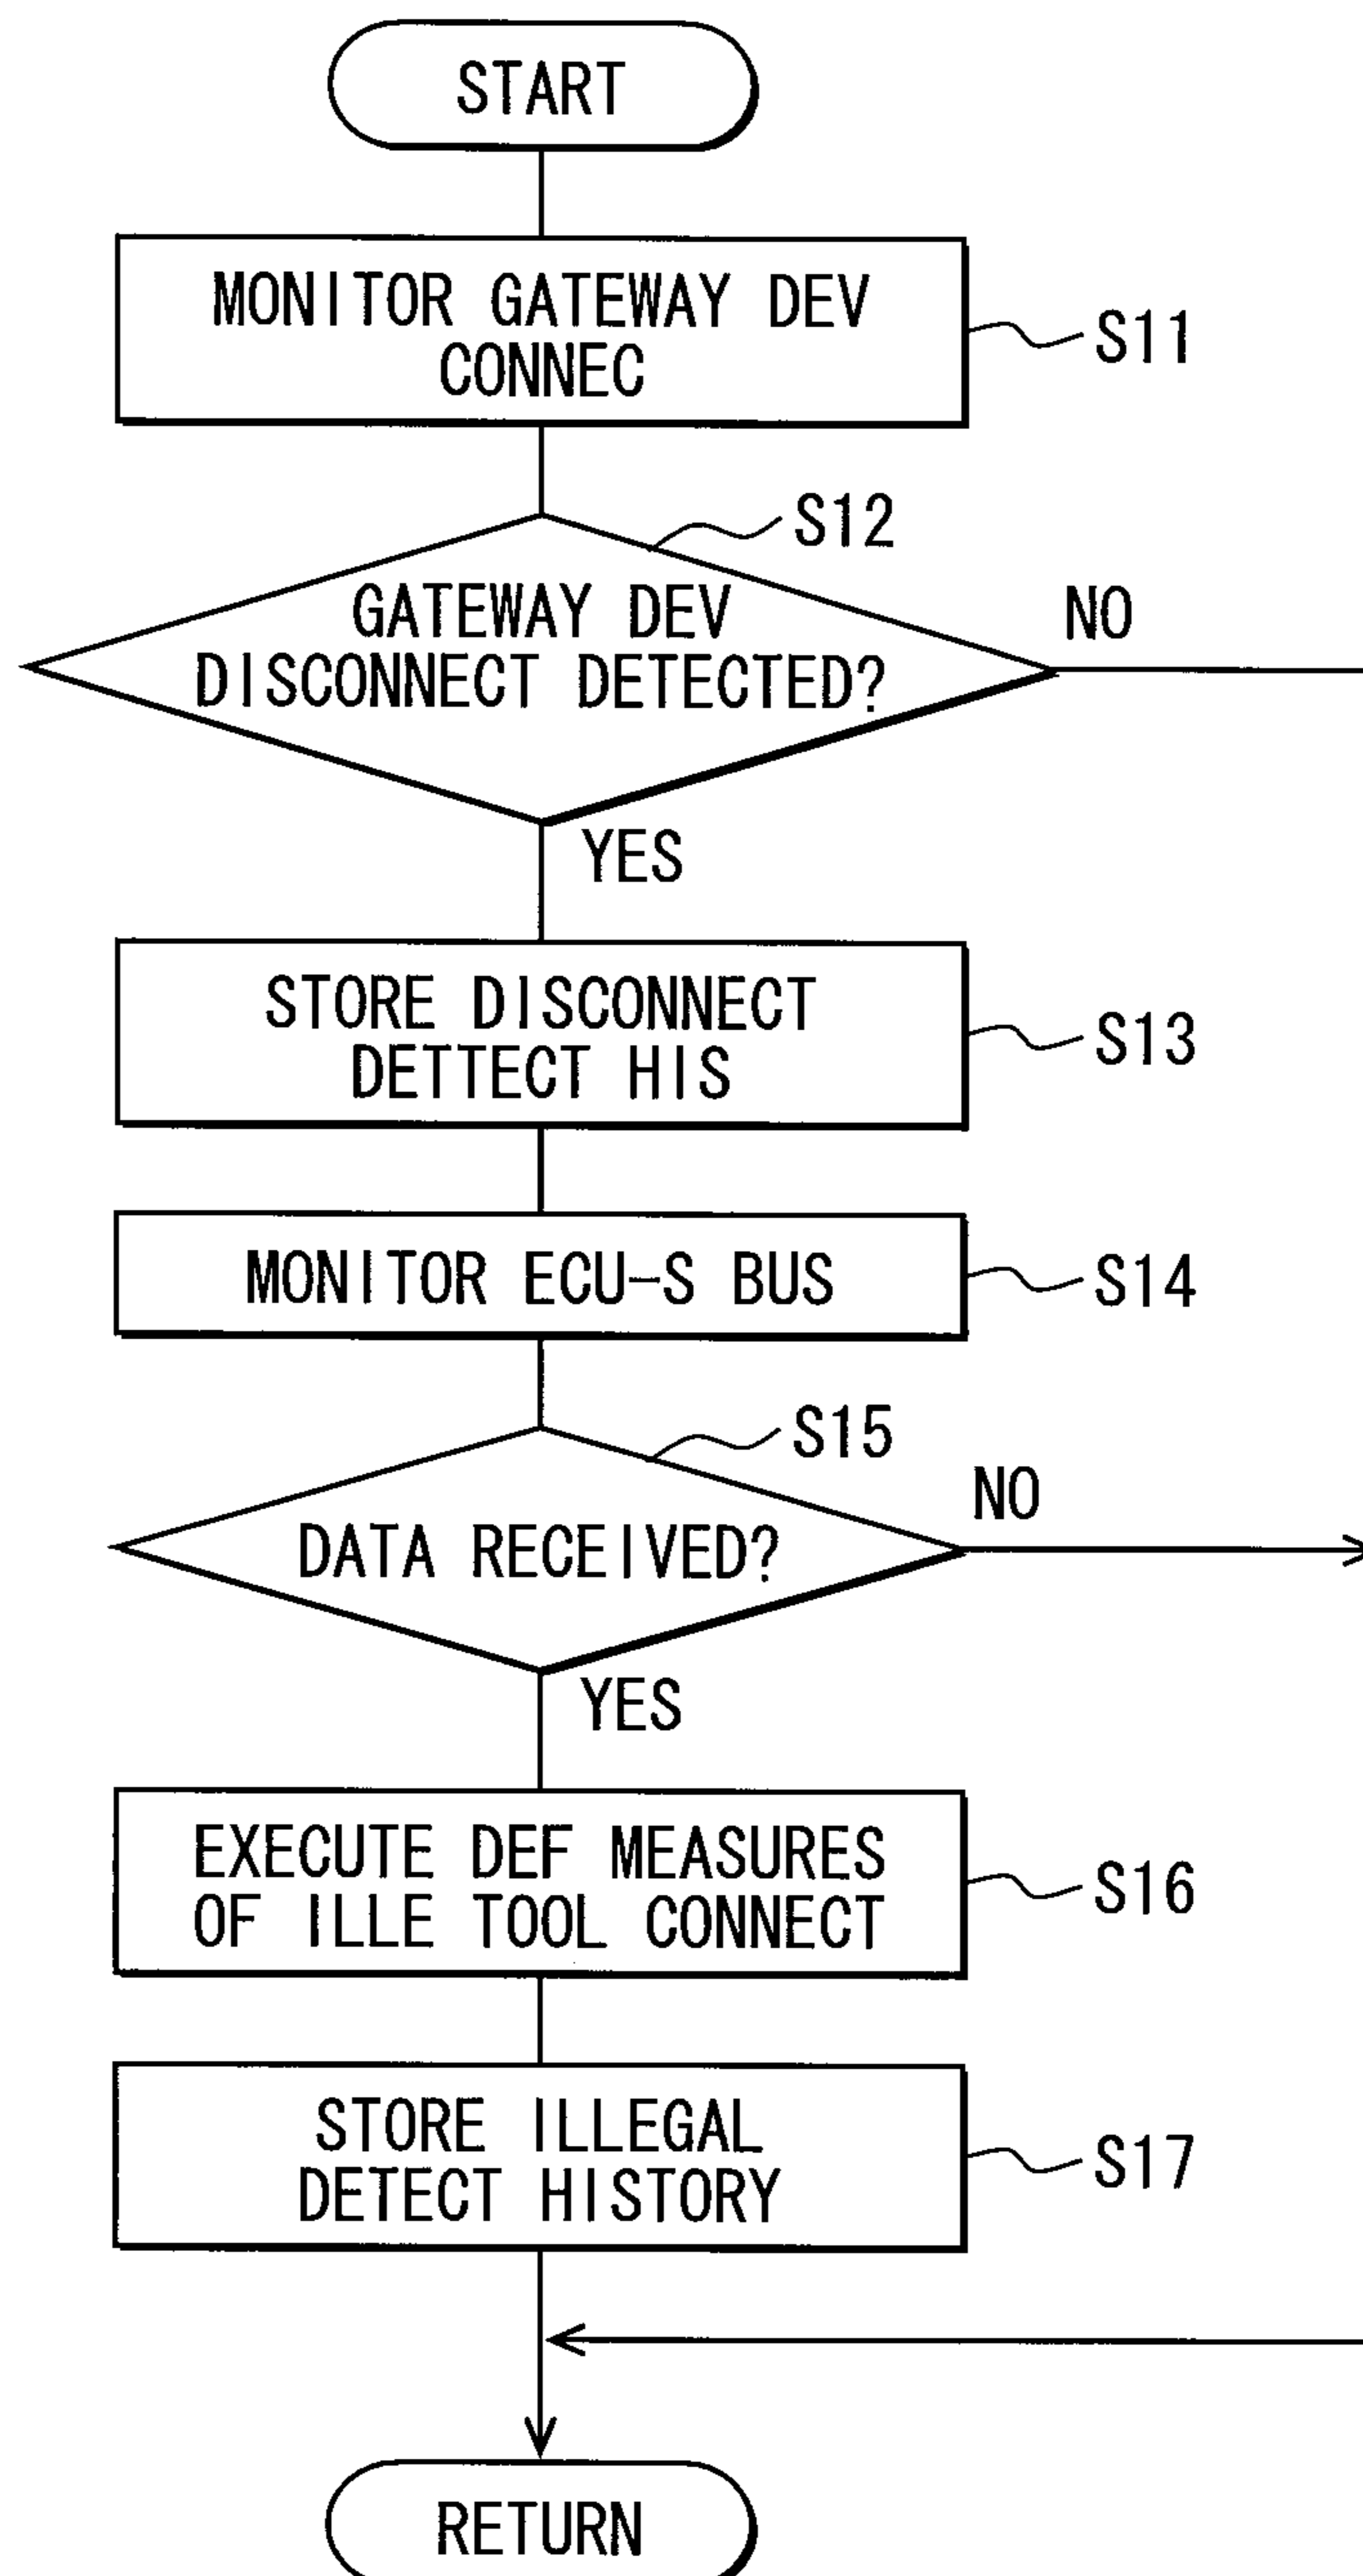 START
MONITOR GATEWAY DEV
CONNEC
S11
S12
GATEWAY DEV
DISCONNECT DETECTED?
NO
YES
STORE DISCONNECT
DETTECT HIS
S13
MONITOR ECU-S BUS
S14
S15
NO
DATA RECEIVED?
YES
EXECUTE DEF MEASURES
OF ILLE TOOL CONNECT
S16
STORE ILLEGAL
DETECT HISTORY
S17
RETURN